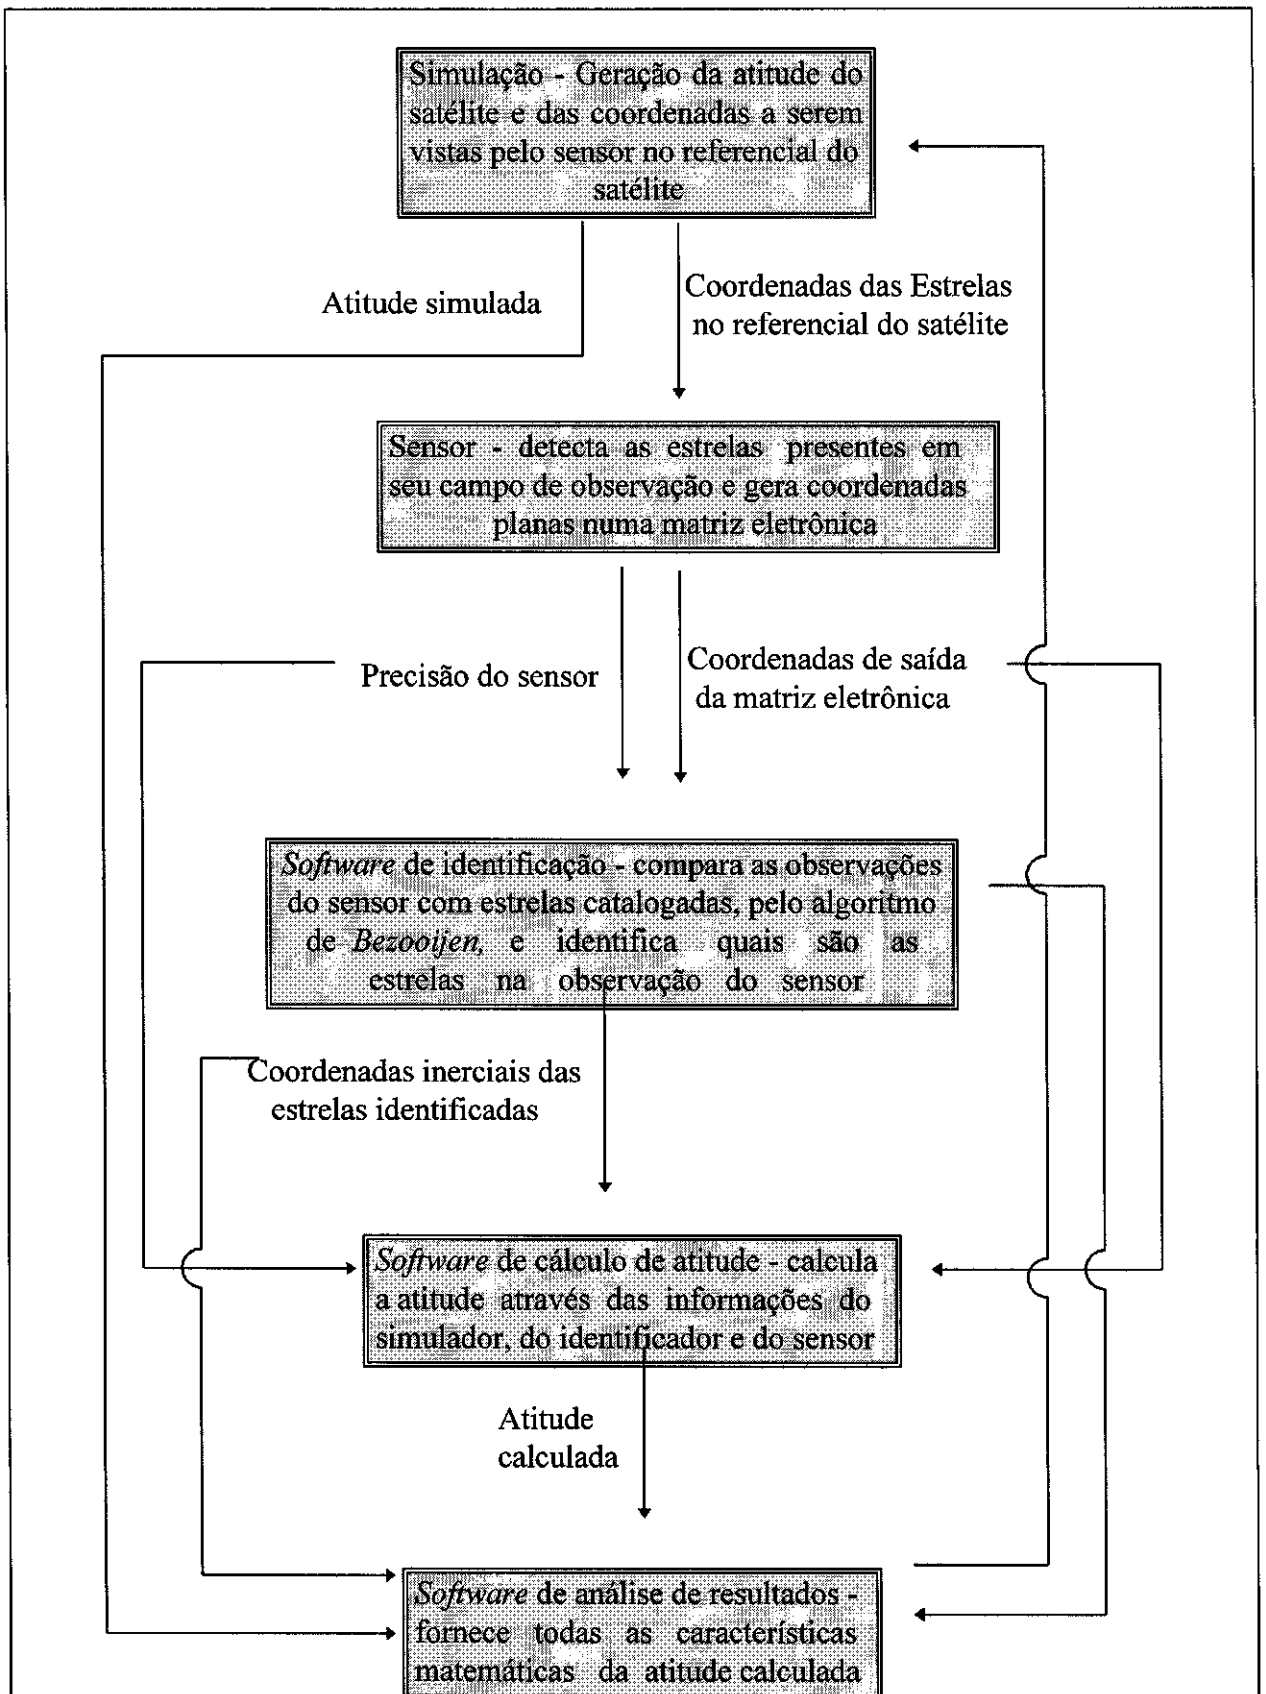 Simulação - Geração da atitude do
satélite e das coordenadas a serem
vistas pelo sensor no referencial do
satélite
Atitude simulada
Coordenadas das Estrelas
no referencial do satélite
Sensor - detecta as estrelas presentes em
seu campo de observação e gera coordenadas
planas numa matriz eletrônica
Precisão do sensor
Coordenadas de saída
da matriz eletrônica
Software de identificação - compara as observações
do sensor com estrelas catalogadas, pelo algoritmo
de Bezooijen, e identifica quais são as
estrelas na observação do sensor
Coordenadas inerciais das
estrelas identificadas
Software de cálculo de atitude - calcula
a atitude através das informações do
simulador, do identificador e do sensor
Atitude
calculada
Software de análise de resultados -
fornece todas as características
matemáticas da atitude calculada